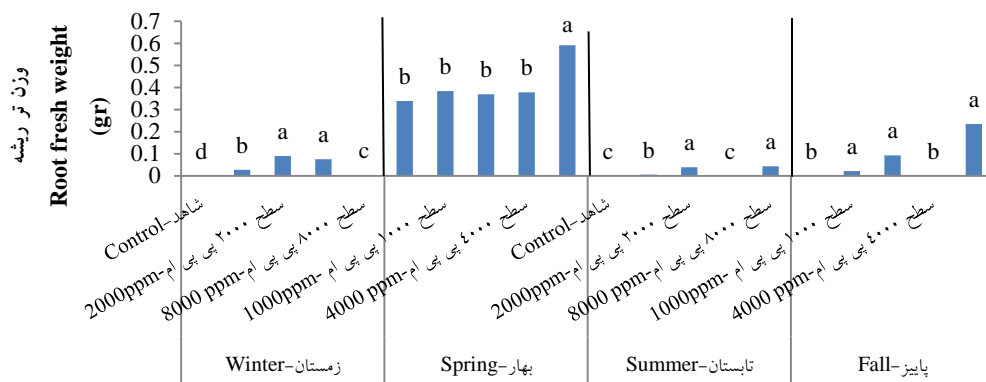 وزن تر ریشه
Root fresh weight
(gr)
0.7
0.6
0.5
0.4
0.3
0.2
0.1
0
d b a a c
b b b b a
c b a c a
b a a b a
شاهد-Control
سطح ۲۰۰۰ پی پی ام-2000ppm
سطح ۸۰۰۰ پی پی ام-8000 ppm
سطح ۱۰۰۰ پی پی ام -1000ppm
سطح ٤۰۰۰ پی پی ام-4000 ppm
شاهد-Control
سطح ۲۰۰۰ پی پی ام-2000ppm
سطح ۸۰۰۰ پی پی ام-8000 ppm
سطح ۱۰۰۰ پی پی ام -1000ppm
سطح ٤۰۰۰ پی پی ام-4000 ppm
زمستان-Winter
بهار-Spring
تابستان-Summer
پاییز-Fall